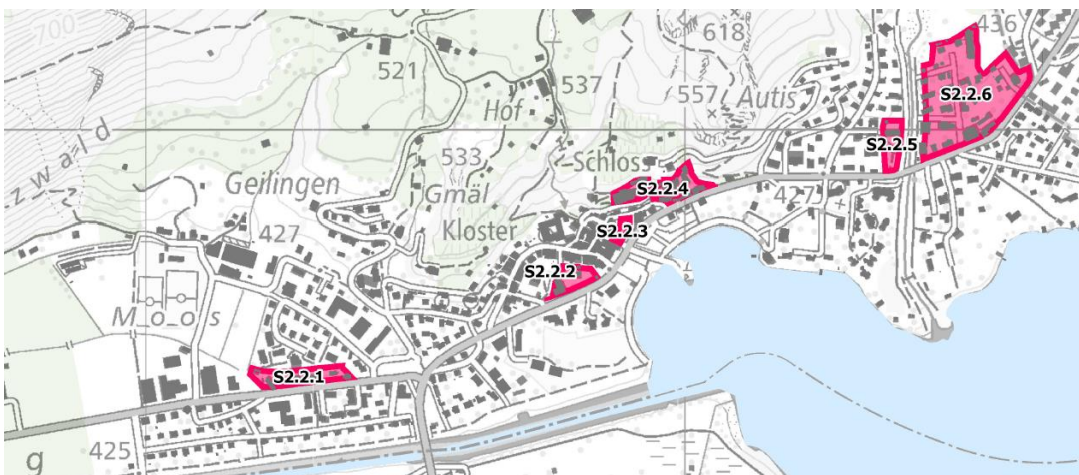 700
618
436
521
537
Hof
557
Autis
S2.2.6
z w a l d
S2.2.5
533
Schloss
Geilingen
Gmäl
S2.2.4
427
427
Kloster
S2.2.3
S2.2.2
M o o s
S2.2.1
425
g